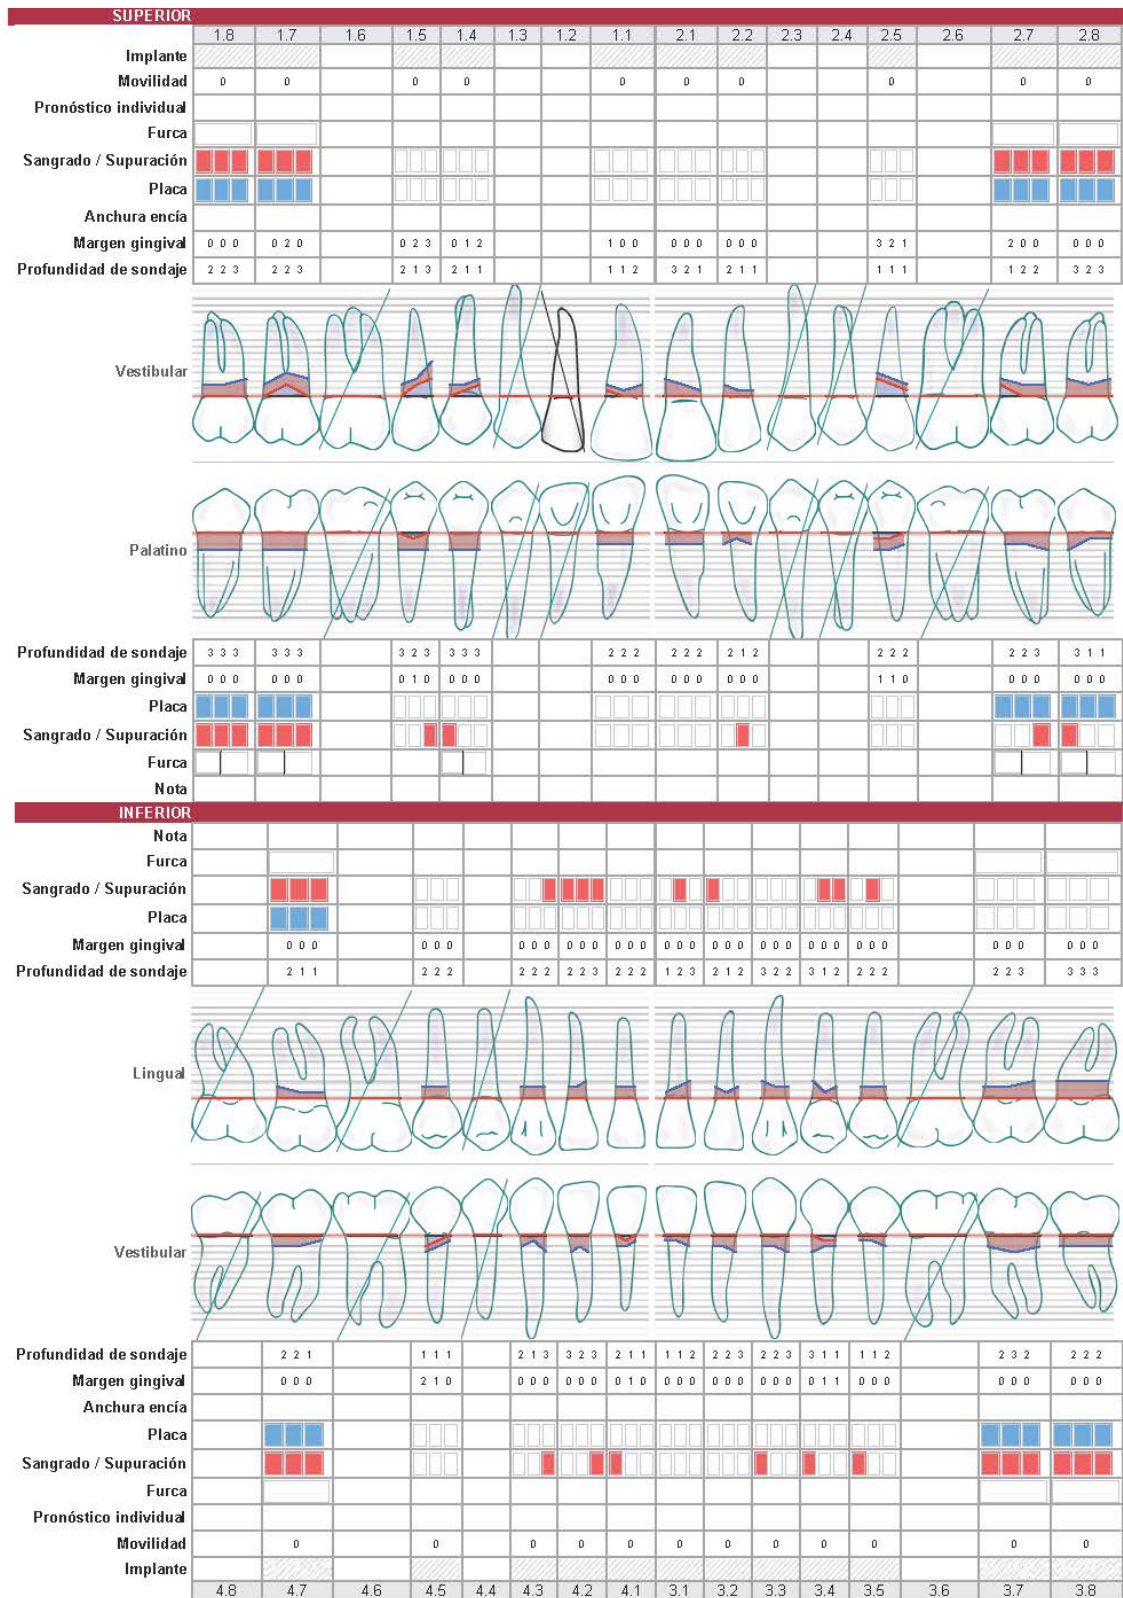 SUPERIOR
1.8 1.7 1.6 1.5 1.4 1.3 1.2 1.1 2.1 2.2 2.3 2.4 2.5 2.6 2.7 2.8
Implante
Movilidad 0 0 0 0 0 0 0 0 0 0
Pronóstico individual
Furca
Sangrado / Supuración
Placa
Anchura encía
Margen gingival 0 0 0 0 2 0 0 2 3 0 1 2 1 0 0 0 0 0 0 0 0 3 2 1 2 0 0 0 0 0
Profundidad de sondaje 2 2 3 2 2 3 2 1 3 2 1 1 1 1 2 3 2 1 2 1 1 1 1 1 1 2 2 3 2 3
Vestibular
Palatino
Profundidad de sondaje 3 3 3 3 3 3 3 2 3 3 3 3 2 2 2 2 2 2 2 1 2 2 2 2 2 2 3 3 1 1
Margen gingival 0 0 0 0 0 0 0 1 0 0 0 0 0 0 0 0 0 0 0 0 0 1 1 0 0 0 0 0 0 0
Placa
Sangrado / Supuración
Furca
Nota
INFERIOR
Nota
Furca
Sangrado / Supuración
Placa
Margen gingival 0 0 0 0 0 0 0 0 0 0 0 0 0 0 0 0 0 0 0 0 0 0 0 0 0 0 0 0 0 0 0 0 0 0 0 0
Profundidad de sondaje 2 1 1 2 2 2 2 2 2 2 2 3 2 2 2 1 2 3 2 1 2 3 2 2 3 1 2 2 2 2 2 2 3 3 3 3
Lingual
Vestibular
Profundidad de sondaje 2 2 1 1 1 1 2 1 3 3 2 3 2 1 1 1 1 2 2 2 3 2 2 3 3 1 1 1 1 2 2 3 2 2 2 2
Margen gingival 0 0 0 2 1 0 0 0 0 0 0 0 0 1 0 0 0 0 0 0 0 0 0 0 0 1 1 0 0 0 0 0 0 0 0 0
Anchura encía
Placa
Sangrado / Supuración
Furca
Pronóstico individual
Movilidad 0 0 0 0 0 0 0 0 0 0 0 0
Implante
4.8 4.7 4.6 4.5 4.4 4.3 4.2 4.1 3.1 3.2 3.3 3.4 3.5 3.6 3.7 3.8